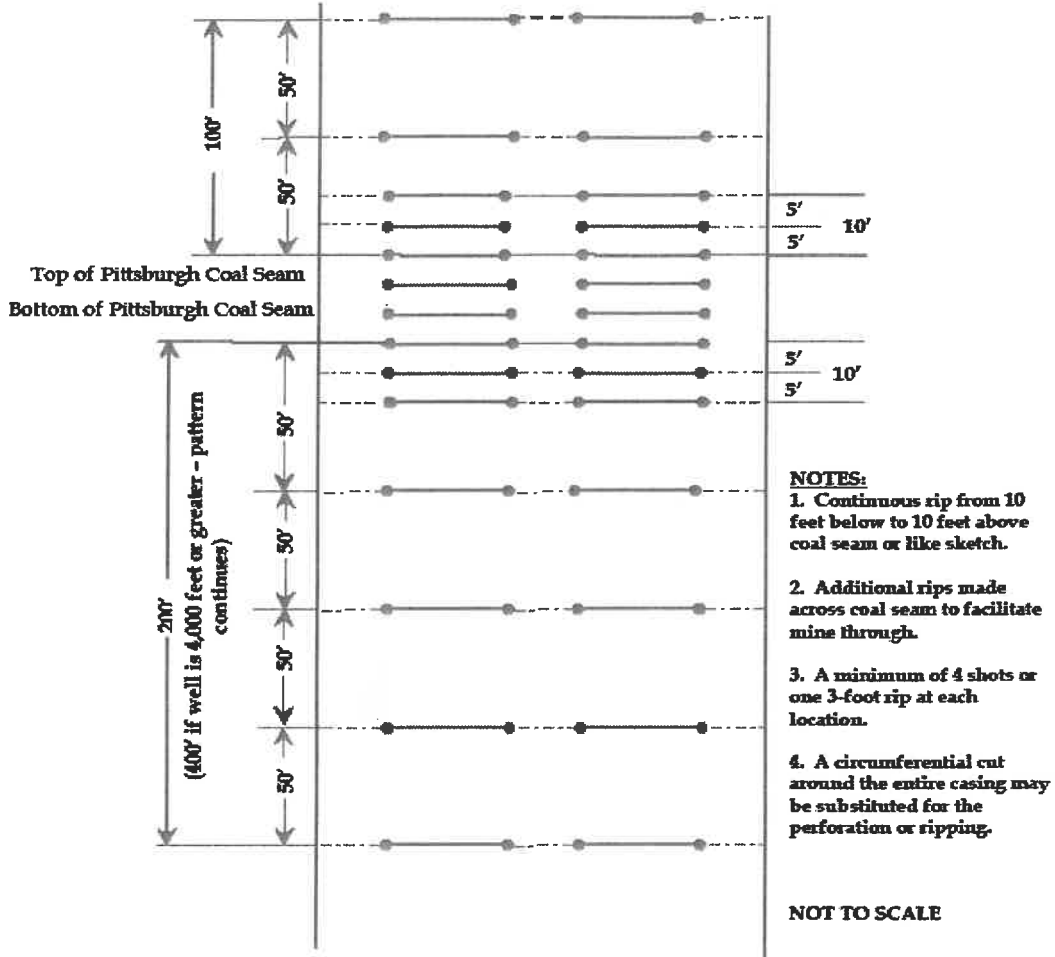 100'
50'
50'
5'
10'
5'
Top of Pittsburgh Coal Seam
Bottom of Pittsburgh Coal Seam
200'
(400' if well is 4,000 feet or greater - pattern
continues)
50'
50'
50'
50'
5'
10'
5'
NOTES:
1. Continuous rip from 10
feet below to 10 feet above
coal seam or like sketch.
2. Additional rips made
across coal seam to facilitate
mine through.
3. A minimum of 4 shots or
one 3-foot rip at each
location.
4. A circumferential cut
around the entire casing may
be substituted for the
perforation or ripping.
NOT TO SCALE